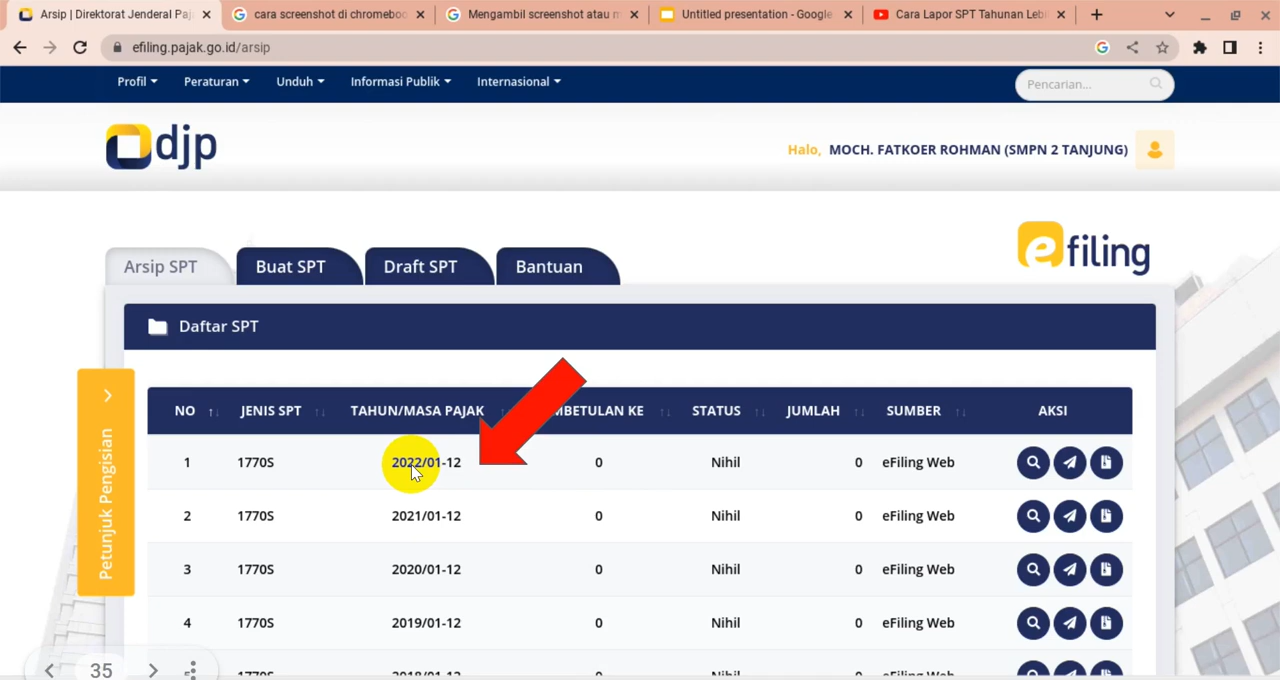 Arsip | Direktorat Jenderal Paj
cara screenshot di chromeboo
Mengambil screenshot atau m
Untitled presentation - Google
Cara Lapor SPT Tahunan Leb
efiling.pajak.go.id/arsip
Profil Peraturan Unduh Informasi Publik Internasional Pencarian...
djp
Halo, MOCH. FATKOER ROHMAN (SMPN 2 TANJUNG)
efiling
Arsip SPT Buat SPT Draft SPT Bantuan
Daftar SPT
Petunjuk Pengisian
NO JENIS SPT TAHUN/MASA PAJAK MBETULAN KE STATUS JUMLAH SUMBER AKSI
1 1770S 2022/01-12 0 Nihil 0 eFiling Web
2 1770S 2021/01-12 0 Nihil 0 eFiling Web
3 1770S 2020/01-12 0 Nihil 0 eFiling Web
4 1770S 2019/01-12 0 Nihil 0 eFiling Web
35